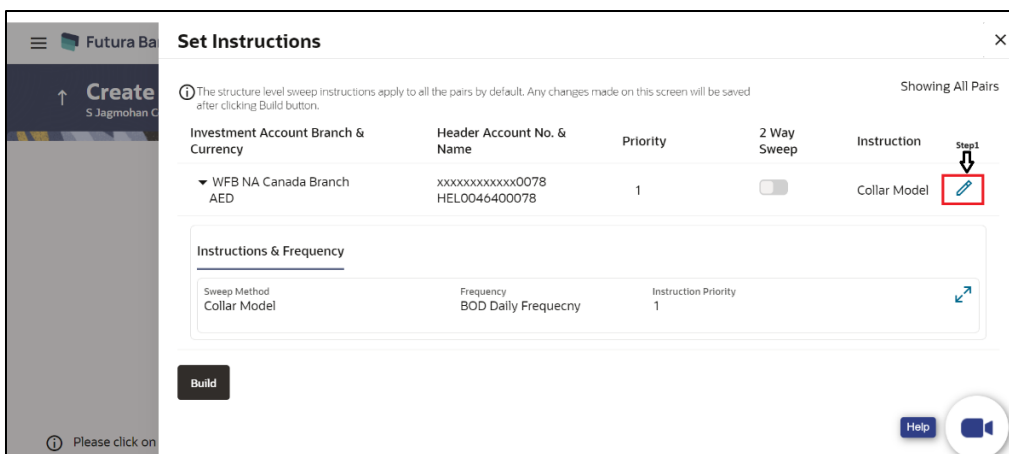 Futura Ba
Set Instructions
Create
S Jagmohan C
The structure level sweep instructions apply to all the pairs by default. Any changes made on this screen will be saved
after clicking Build button.
Showing All Pairs
Investment Account Branch &
Currency
Header Account No. &
Name
Priority
2 Way
Sweep
Instruction
Step1
WFB NA Canada Branch
AED
xxxxxxxxxxxx0078
HEL0046400078
1
Collar Model
Instructions & Frequency
Sweep Method
Collar Model
Frequency
BOD Daily Frequecny
Instruction Priority
1
Build
Help
Please click on